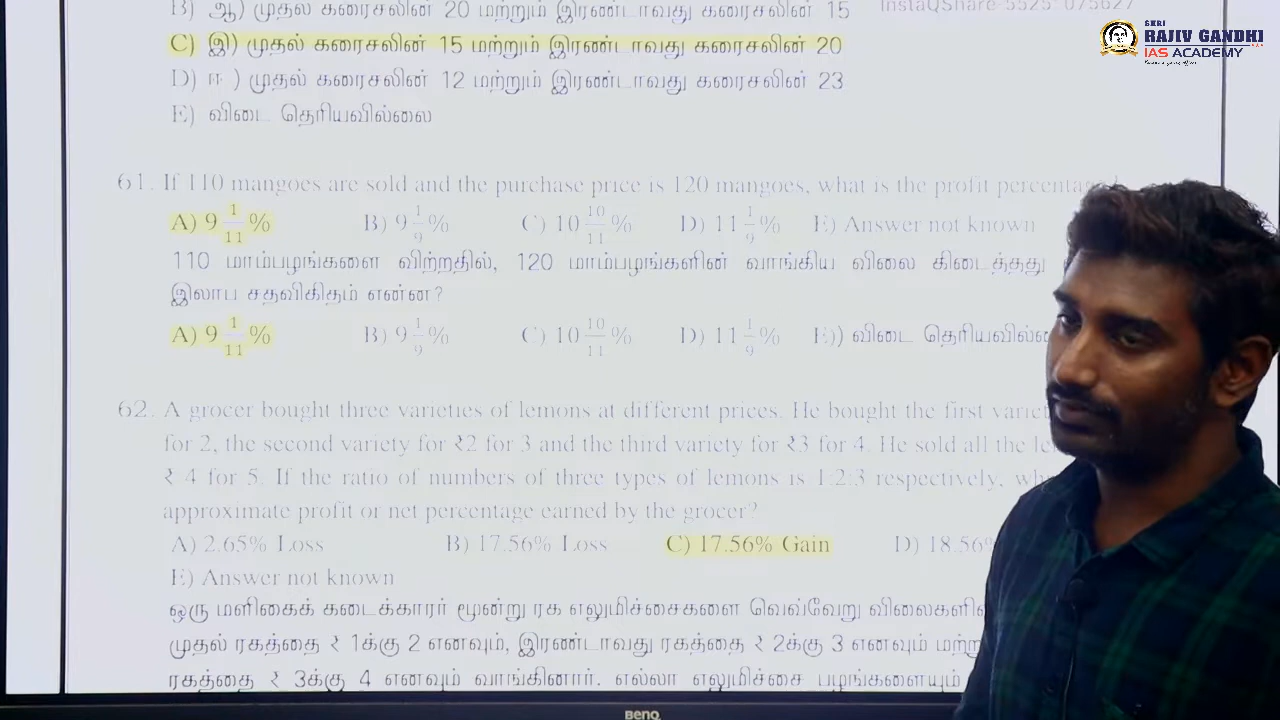 B) ஆ) முதல் கரைசலின் 20 மற்றும் இரண்டாவது கரைசலின் 15
InstaQShare-5525 075627
SHRI
RAJIV GANDHI
IAS ACADEMY
C) இ) முதல் கரைசலின் 15 மற்றும் இரண்டாவது கரைசலின் 20
D) ஈ ) முதல் கரைசலின் 12 மற்றும் இரண்டாவது கரைசலின் 23
E) விடை தெரியவில்லை
61. If 110 mangoes are sold and the purchase price is 120 mangoes, what is the profit percentage
A) 9 1/11 % B) 9 1/9 % C) 10 10/11 % D) 11 1/9 % E) Answer not known
110 மாம்பழங்களை விற்றதில், 120 மாம்பழங்களின் வாங்கிய விலை கிடைத்தது
இலாப சதவிகிதம் என்ன?
A) 9 1/11 % B) 9 1/9 % C) 10 10/11 % D) 11 1/9 % E)) விடை
62. A grocer bought three varieties of lemons at different prices. He bought the first
for 2, the second variety for ₹2 for 3 and the third variety for ₹3 for 4. He sold all the
₹ 4 for 5. If the ratio of numbers of three types of lemons is 1:2:3 respectively,
approximate profit or net percentage earned by the grocer?
A) 2.65% Loss B) 17.56% Loss C) 17.56% Gain D) 18.56%
E) Answer not known
ஒரு மளிகைக் கடைக்காரர் மூன்று ரக எலுமிச்சைகளை வெவ்வேறு
முதல் ரகத்தை ₹ 1க்கு 2 எனவும், இரண்டாவது ரகத்தை ₹ 2க்கு 3 எனவும்
ரகத்தை ₹ 3க்கு 4 எனவும் வாங்கினார். எல்லா எலுமிச்சை பழங்களையும்
BenQ